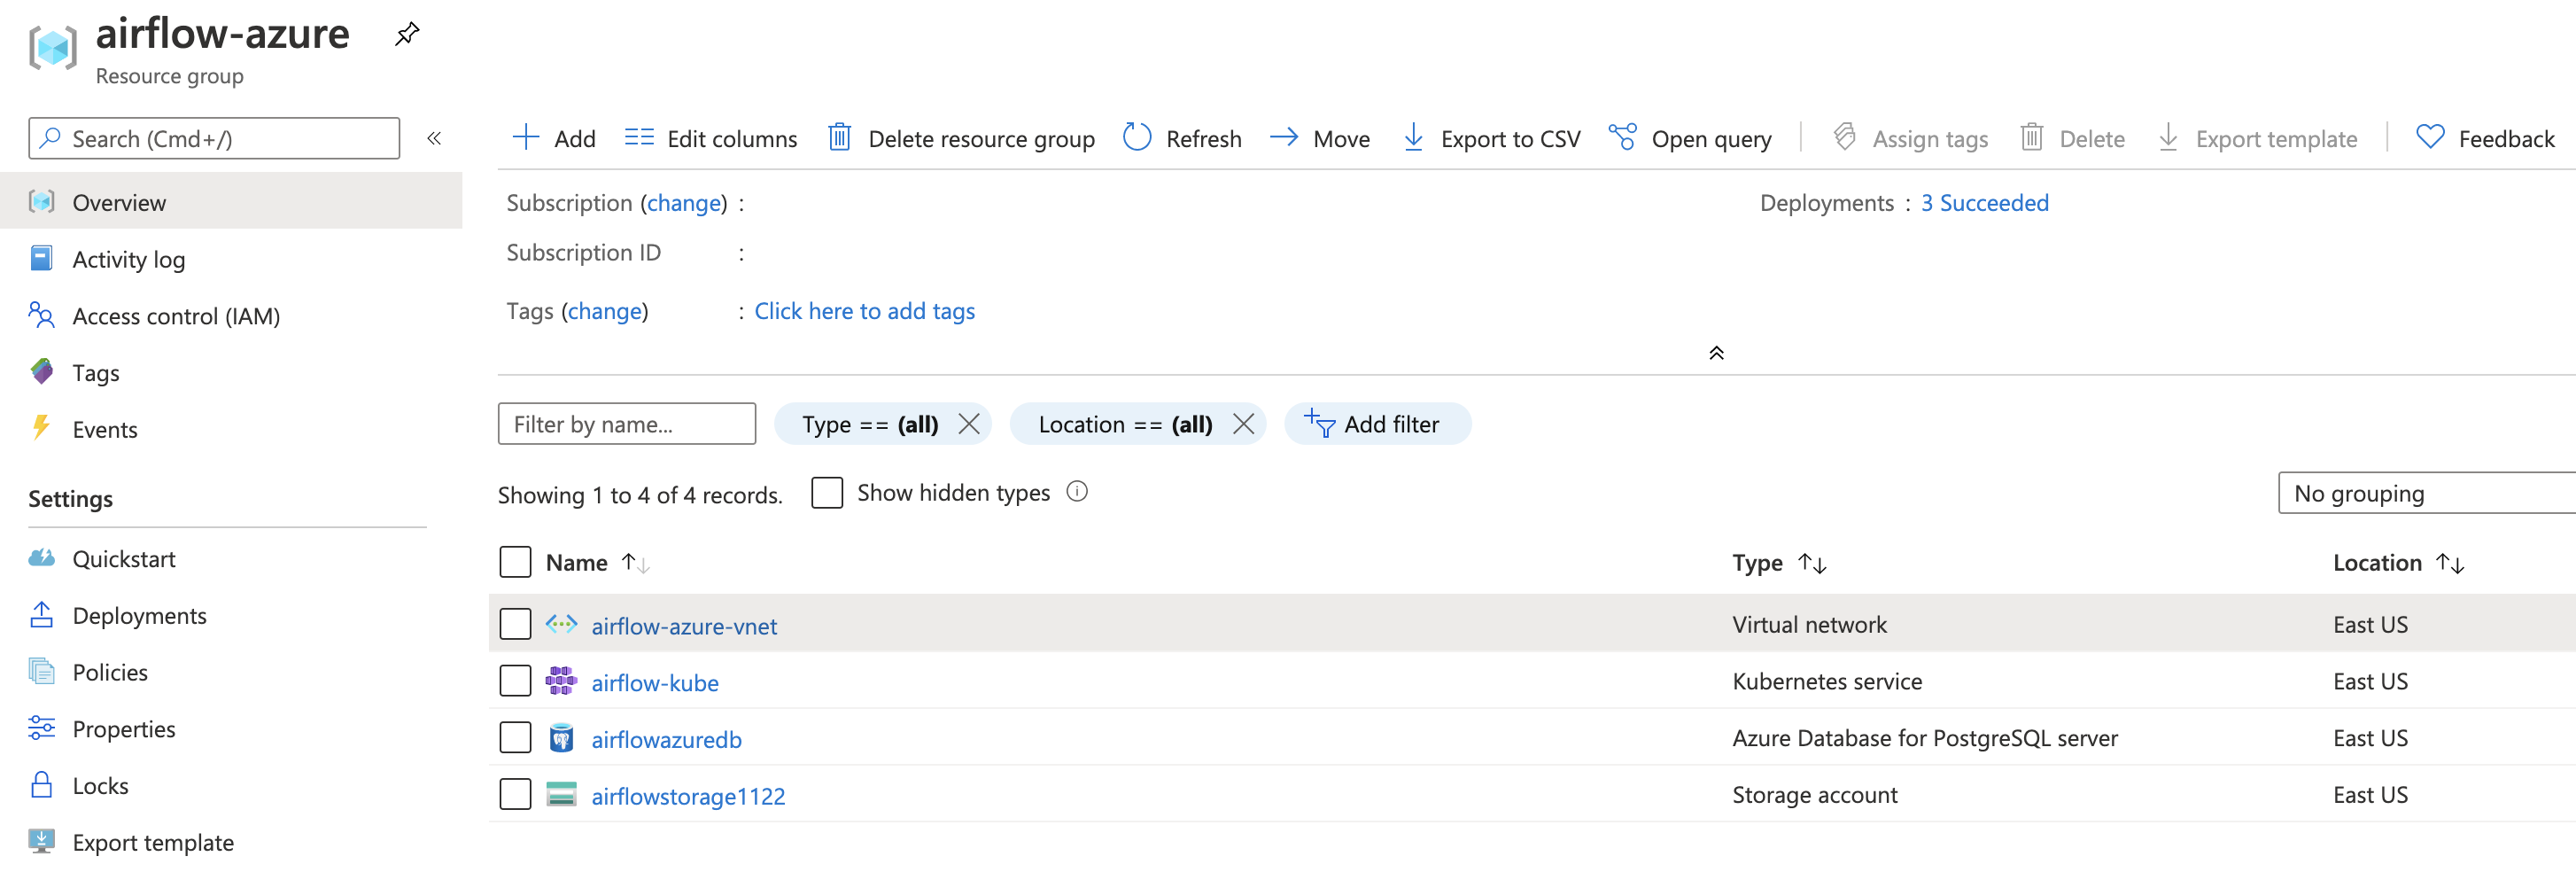 airflow-azure
Resource group
Search (Cmd+/)
«
Add
Edit columns
Delete resource group
Refresh
Move
Export to CSV
Open query
Assign tags
Delete
Export template
Feedback
Overview
Activity log
Access control (IAM)
Tags
Events
Settings
Quickstart
Deployments
Policies
Properties
Locks
Export template
Subscription (change) :
Deployments : 3 Succeeded
Subscription ID :
Tags (change) : Click here to add tags
Filter by name...
Type == (all)
Location == (all)
Add filter
Showing 1 to 4 of 4 records.
Show hidden types
No grouping
Name ↑↓ Type ↑↓ Location ↑↓
airflow-azure-vnet Virtual network East US
airflow-kube Kubernetes service East US
airflowazuredb Azure Database for PostgreSQL server East US
airflowstorage1122 Storage account East US